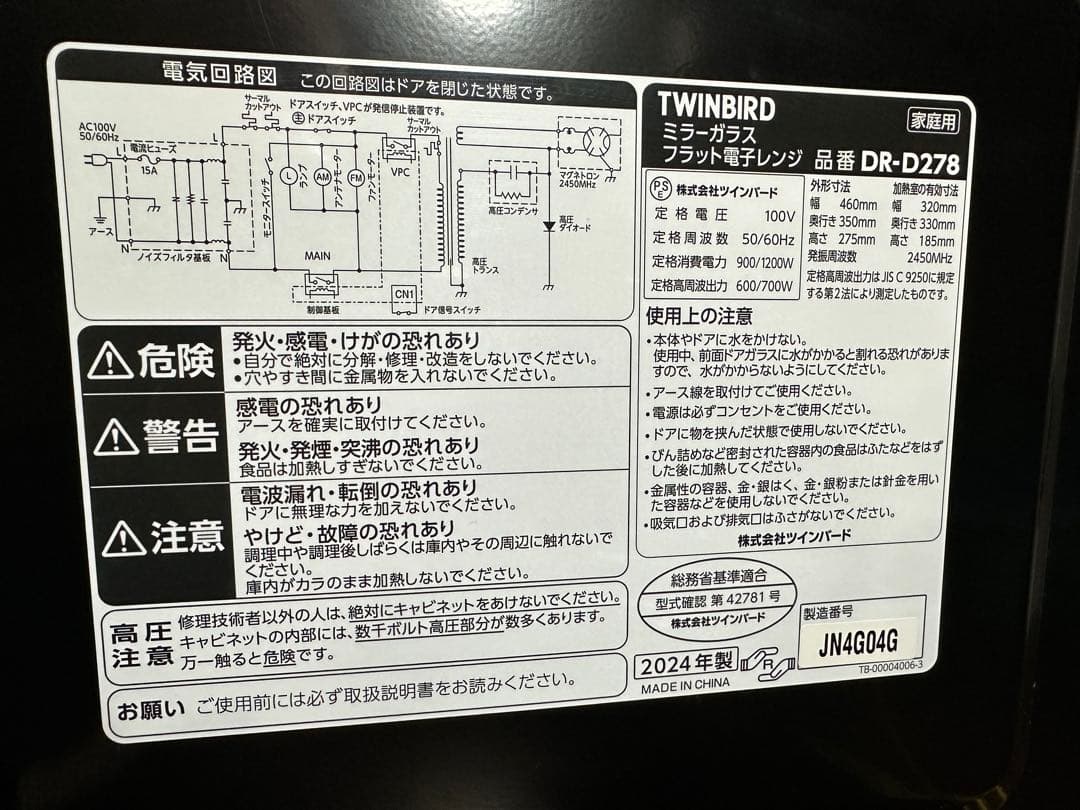 電気回路図 この回路図はドアを閉じた状態です。
サーマルカットアウト
ドアスイッチ、VPCが発信停止装置です。
主 ドアスイッチ
サーマルカットアウト
AC100V
50/60Hz
電流ヒューズ
15A
L
L
モニタースイッチ
L
ランプ
AM
アンテナモーター
FM
ファンモーター
VPC
マグネトロン
2450MHz
高圧コンデンサ
高圧ダイオード
アース
N
N
ノイズフィルタ基板
MAIN
高圧トランス
制御基板
CN1
ドア信号スイッチ
危険
発火・感電・けがの恐れあり
・自分で絶対に分解・修理・改造をしないでください。
・穴やすき間に金属物を入れないでください。
警告
感電の恐れあり
アースを確実に取付けてください。
発火・発煙・突沸の恐れあり
食品は加熱しすぎないでください。
注意
電波漏れ・転倒の恐れあり
ドアに無理な力を加えないでください。
やけど・故障の恐れあり
調理中や調理後しばらくは庫内やその周辺に触れないで
ください。
庫内がカラのまま加熱しないでください。
高圧
注意
修理技術者以外の人は、絶対にキャビネットをあけないでください。
キャビネットの内部には、数千ボルト高圧部分が数多くあります。
万一触ると危険です。
お願い ご使用前には必ず取扱説明書をお読みください。
TWINBIRD
家庭用
ミラーガラス
フラット電子レンジ 品番 DR-D278
PSE 株式会社ツインバード
定格電圧 100V
定格周波数 50/60Hz
定格消費電力 900/1200W
定格高周波出力 600/700W
外形寸法 加熱室の有効寸法
幅 460mm 幅 320mm
奥行き350mm 奥行き330mm
高さ 275mm 高さ 185mm
発振周波数 2450MHz
定格高周波出力はJIS C 9250に規定
する第2法により測定したものです。
使用上の注意
・本体やドアに水をかけない。
使用中、前面ドアガラスに水がかかると割れる恐れがありま
すので、水がかからないようにしてください。
・アース線を取付けてご使用ください。
・電源は必ずコンセントをご使用ください。
・ドアに物を挟んだ状態で使用しないでください。
・びん詰めなど密封された容器内の食品はふたなどをはず
した後に加熱してください。
・金属性の容器、金・銀はく、金・銀粉または針金を用い
た容器などを使用しないでください。
・吸気口および排気口はふさがないでください。
株式会社ツインバード
総務省基準適合
型式確認 第 42781 号
株式会社ツインバード
製造番号
JN4G04G
2024 年製
R
MADE IN CHINA
TB-00004006-3